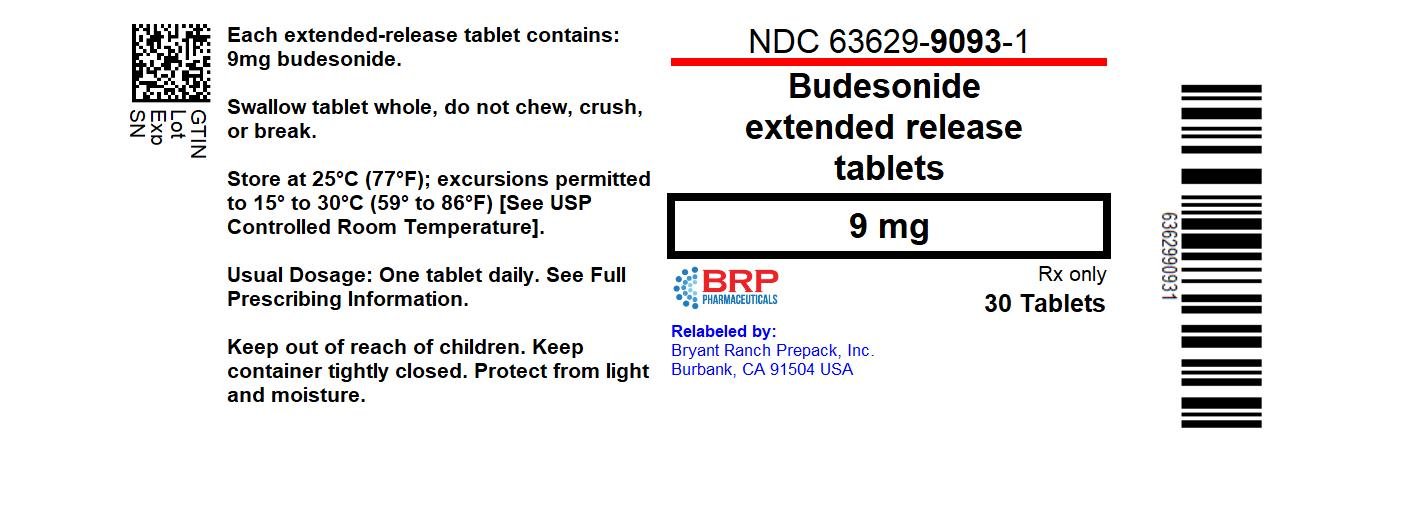 GTIN
Lot
Exp
SN
Each extended-release tablet contains:
9mg budesonide.
Swallow tablet whole, do not chew, crush,
or break.
Store at 25°C (77°F); excursions permitted
to 15° to 30°C (59° to 86°F) [See USP
Controlled Room Temperature].
Usual Dosage: One tablet daily. See Full
Prescribing Information.
Keep out of reach of children. Keep
container tightly closed. Protect from light
and moisture.
NDC 63629-9093-1
Budesonide
extended release
tablets
9 mg
BRP
PHARMACEUTICALS
Rx only
30 Tablets
Relabeled by:
Bryant Ranch Prepack, Inc.
Burbank, CA 91504 USA
6362990931